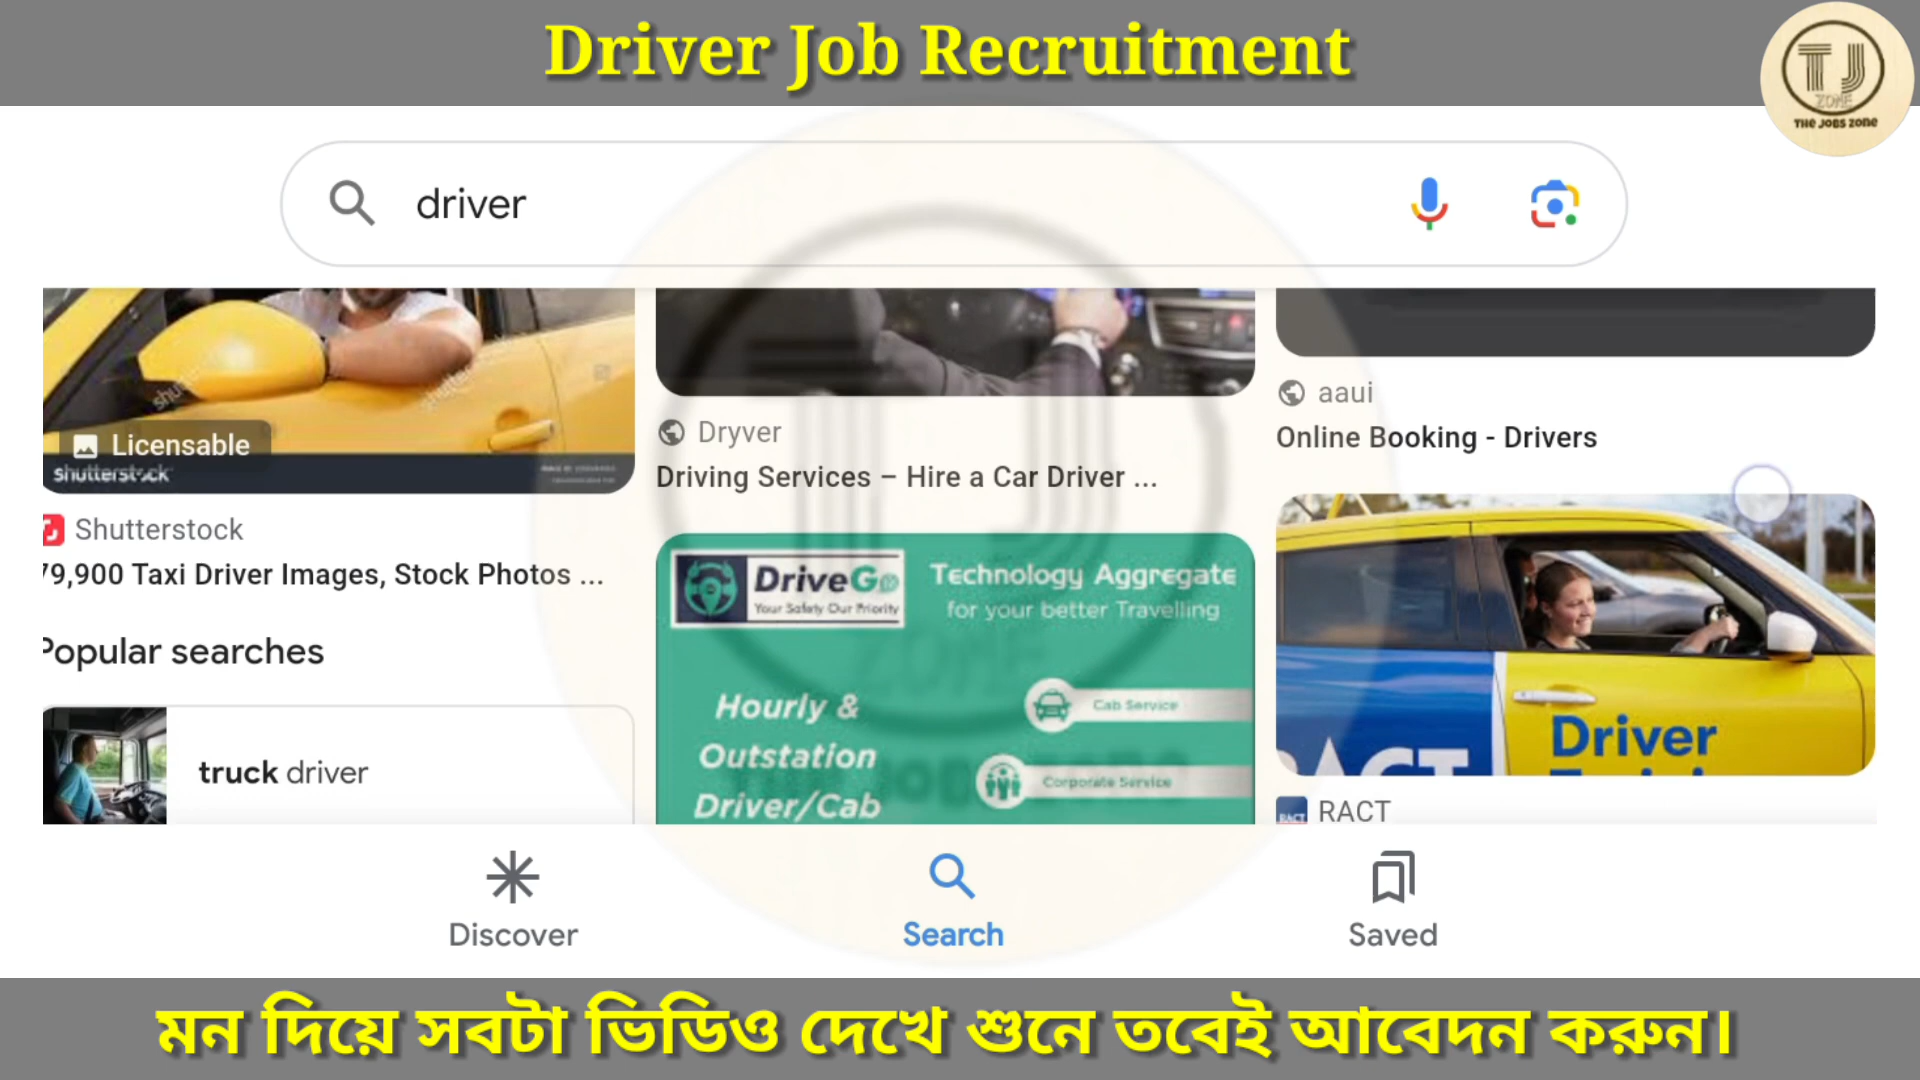 Driver Job Recruitment
TJ
ZONE
THE JOBS ZONE
driver
Licensable
shutterstock
Shutterstock
79,900 Taxi Driver Images, Stock Photos ...
Popular searches
truck driver
Dryver
Driving Services – Hire a Car Driver ...
DriveGo
Your Safety Our Priority
Technology Aggregate
for your better Travelling
Hourly &
Outstation
Driver/Cab
Cab Service
Corporate Service
aaui
Online Booking - Drivers
RACT
Driver
RACT
Discover
Search
Saved
মন দিয়ে সবটা ভিডিও দেখে শুনে তবেই আবেদন করুন।